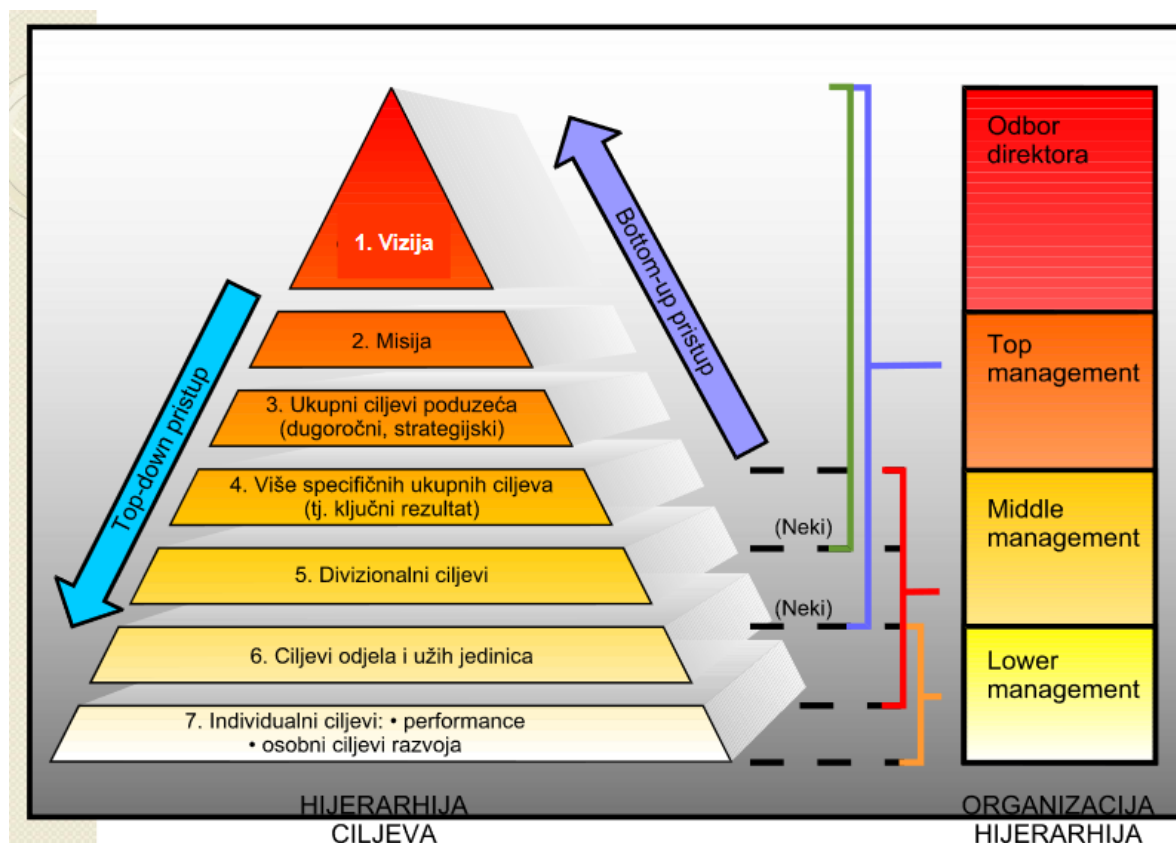 1. Vizija
2. Misija
3. Ukupni ciljevi poduzeća
(dugoročni, strategijski)
4. Više specifičnih ukupnih ciljeva
(tj. ključni rezultat)
5. Divizionalni ciljevi
6. Ciljevi odjela i užih jedinica
7. Individualni ciljevi: • performance
• osobni ciljevi razvoja
Top-down pristup
Bottom-up pristup
(Neki)
(Neki)
Odbor
direktora
Top
management
Middle
management
Lower
management
HIJERARHIJA
CILJEVA
ORGANIZACIJA
HIJERARHIJA